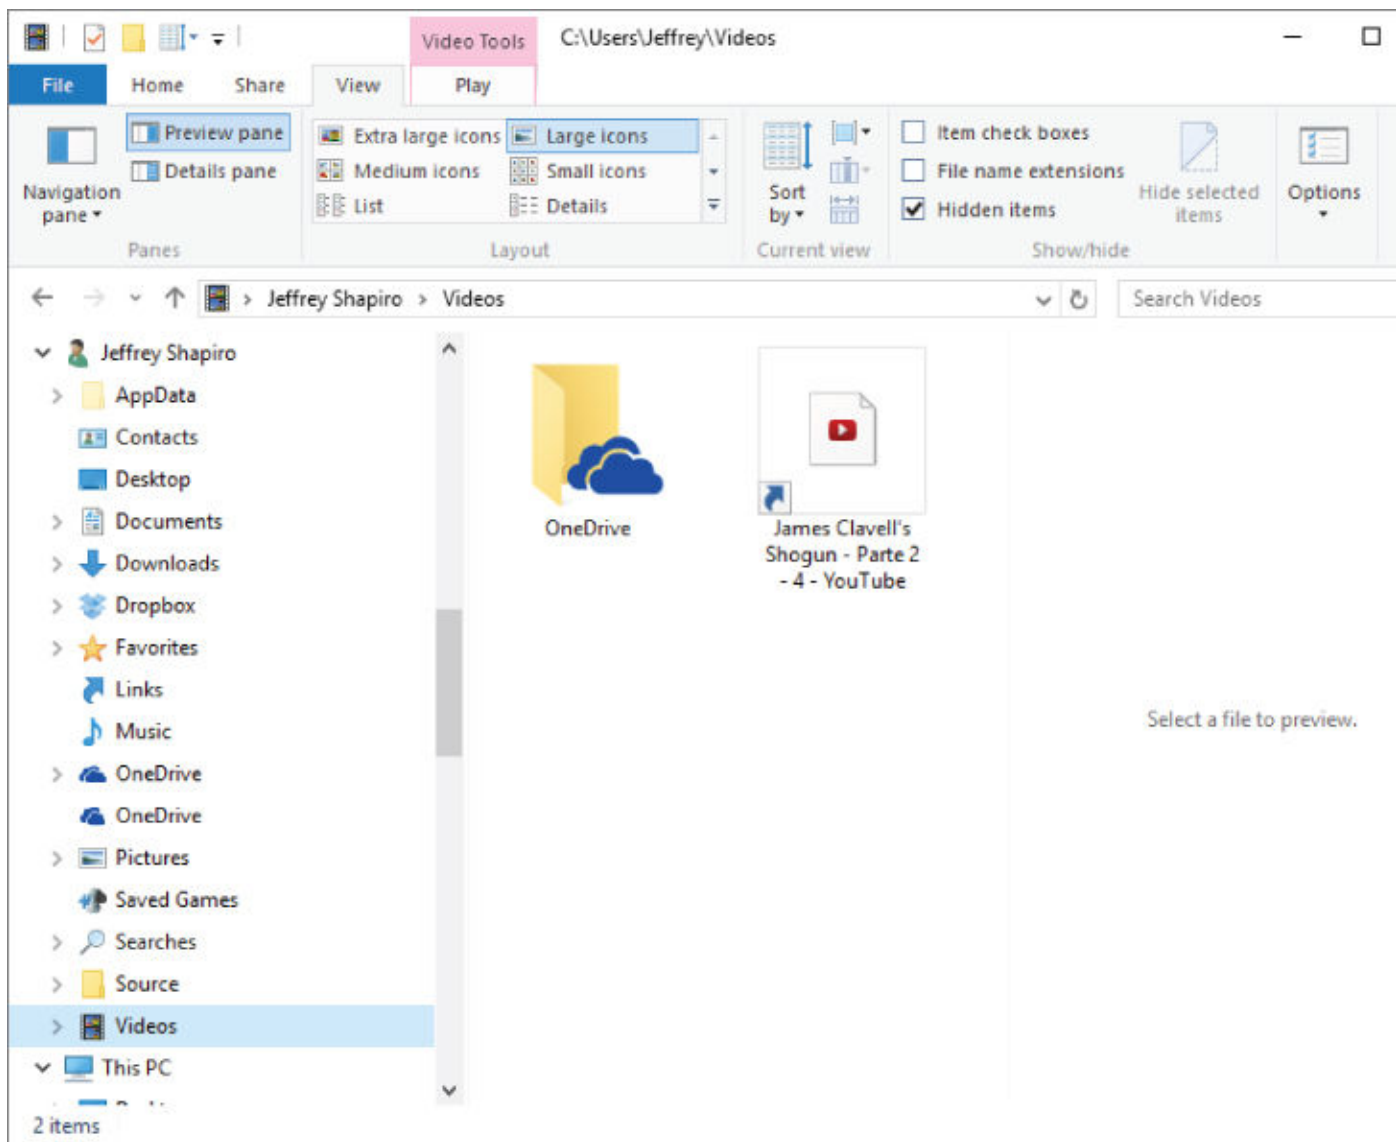 Video Tools C:\Users\Jeffrey\Videos
File Home Share View Play
Preview pane Extra large icons Large icons Item check boxes
Details pane Medium icons Small icons File name extensions
Navigation pane List Details Sort by Hidden items Hide selected items Options
Panes Layout Current view Show/hide
Jeffrey Shapiro > Videos Search Videos
Jeffrey Shapiro
AppData
Contacts
Desktop
Documents
Downloads
Dropbox
Favorites
Links
Music
OneDrive
OneDrive
Pictures
Saved Games
Searches
Source
Videos
This PC
OneDrive
James Clavell's
Shogun - Parte 2
- 4 - YouTube
Select a file to preview.
2 items